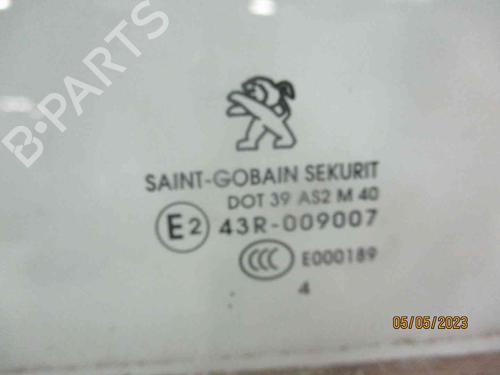 B-PARTS
SAINT-GOBAIN SEKURIT
DOT 39 AS2 M 40
E2 43R-009007
CCC E000189
4
05/05/2023